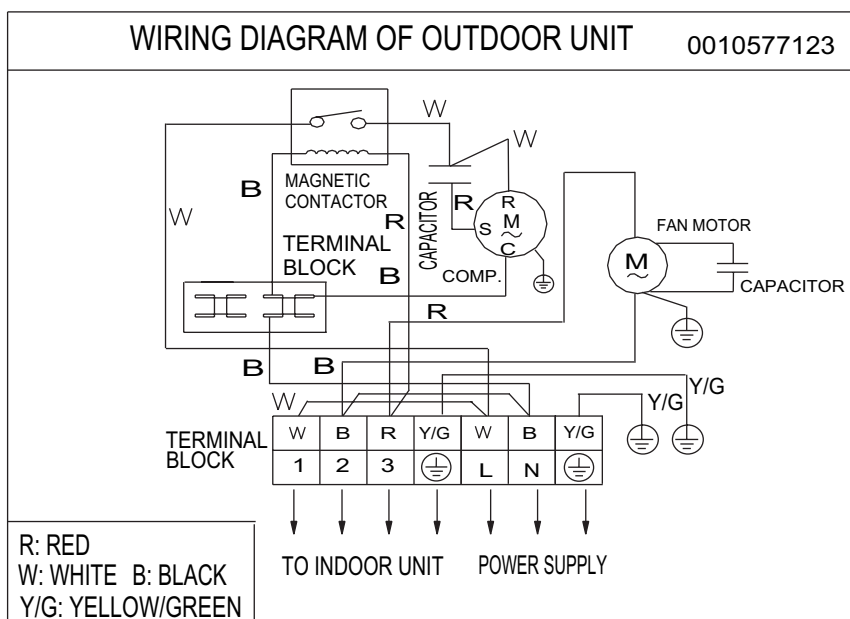 WIRING DIAGRAM OF OUTDOOR UNIT 0010577123
W
W
B
MAGNETIC
CONTACTOR
W
R
CAPACITOR
R
R
M
S
C
COMP.
TERMINAL
BLOCK
B
FAN MOTOR
M
CAPACITOR
R
B
B
W
Y/G
Y/G
TERMINAL
BLOCK
W B R Y/G W B Y/G
1 2 3 L N
TO INDOOR UNIT POWER SUPPLY
R: RED
W: WHITE B: BLACK
Y/G: YELLOW/GREEN